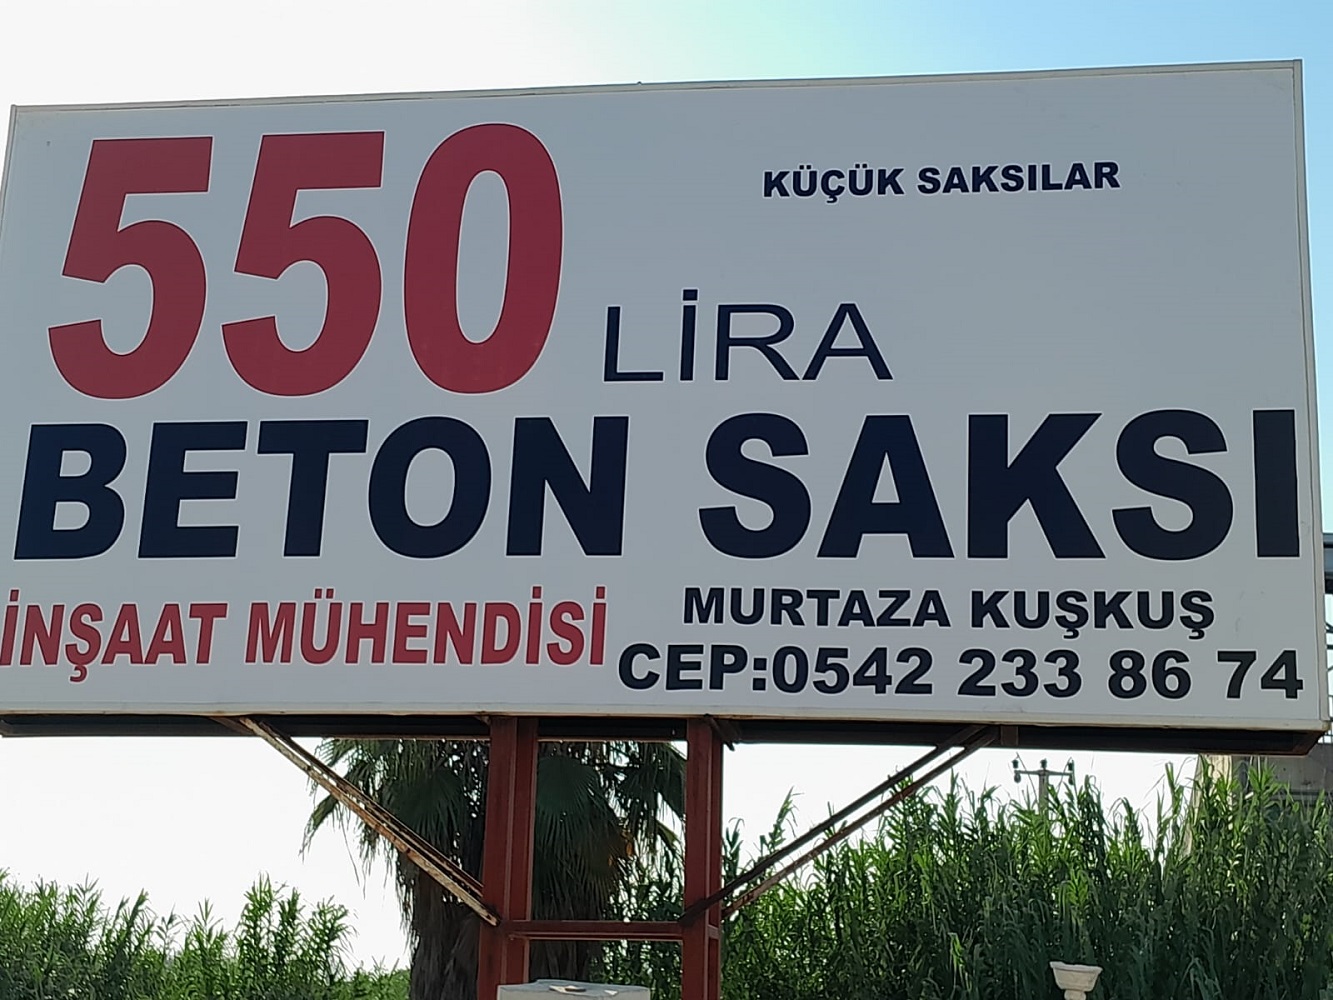 KÜÇÜK SAKSILAR
550 LİRA
BETON SAKSI
İNŞAAT MÜHENDİSİ
MURTAZA KUŞKUŞ
CEP:0542 233 86 74